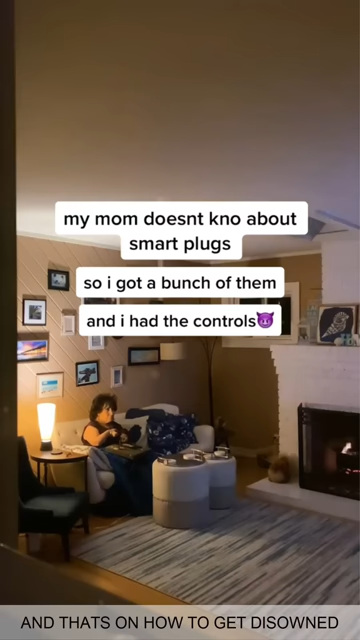 my mom doesnt kno about
smart plugs
so i got a bunch of them
and i had the controls😈
AND THATS ON HOW TO GET DISOWNED